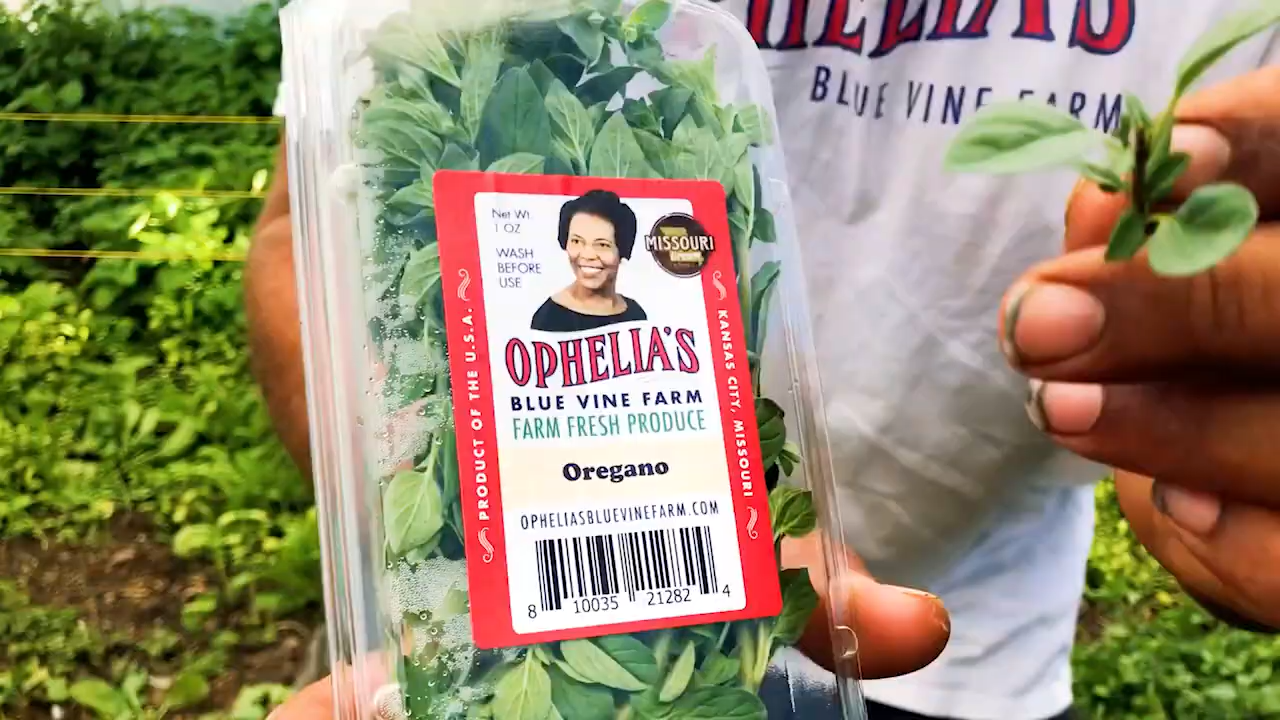 OPHELIA'S
BLUE VINE FARM
Net Wt.
1 OZ
WASH
BEFORE
USE
MISSOURI
Grown
PRODUCT OF THE U.S.A.
KANSAS CITY, MISSOURI
OPHELIA'S
BLUE VINE FARM
FARM FRESH PRODUCE
Oregano
OPHELIASBLUEVINEFARM.COM
8 10035 21282 4